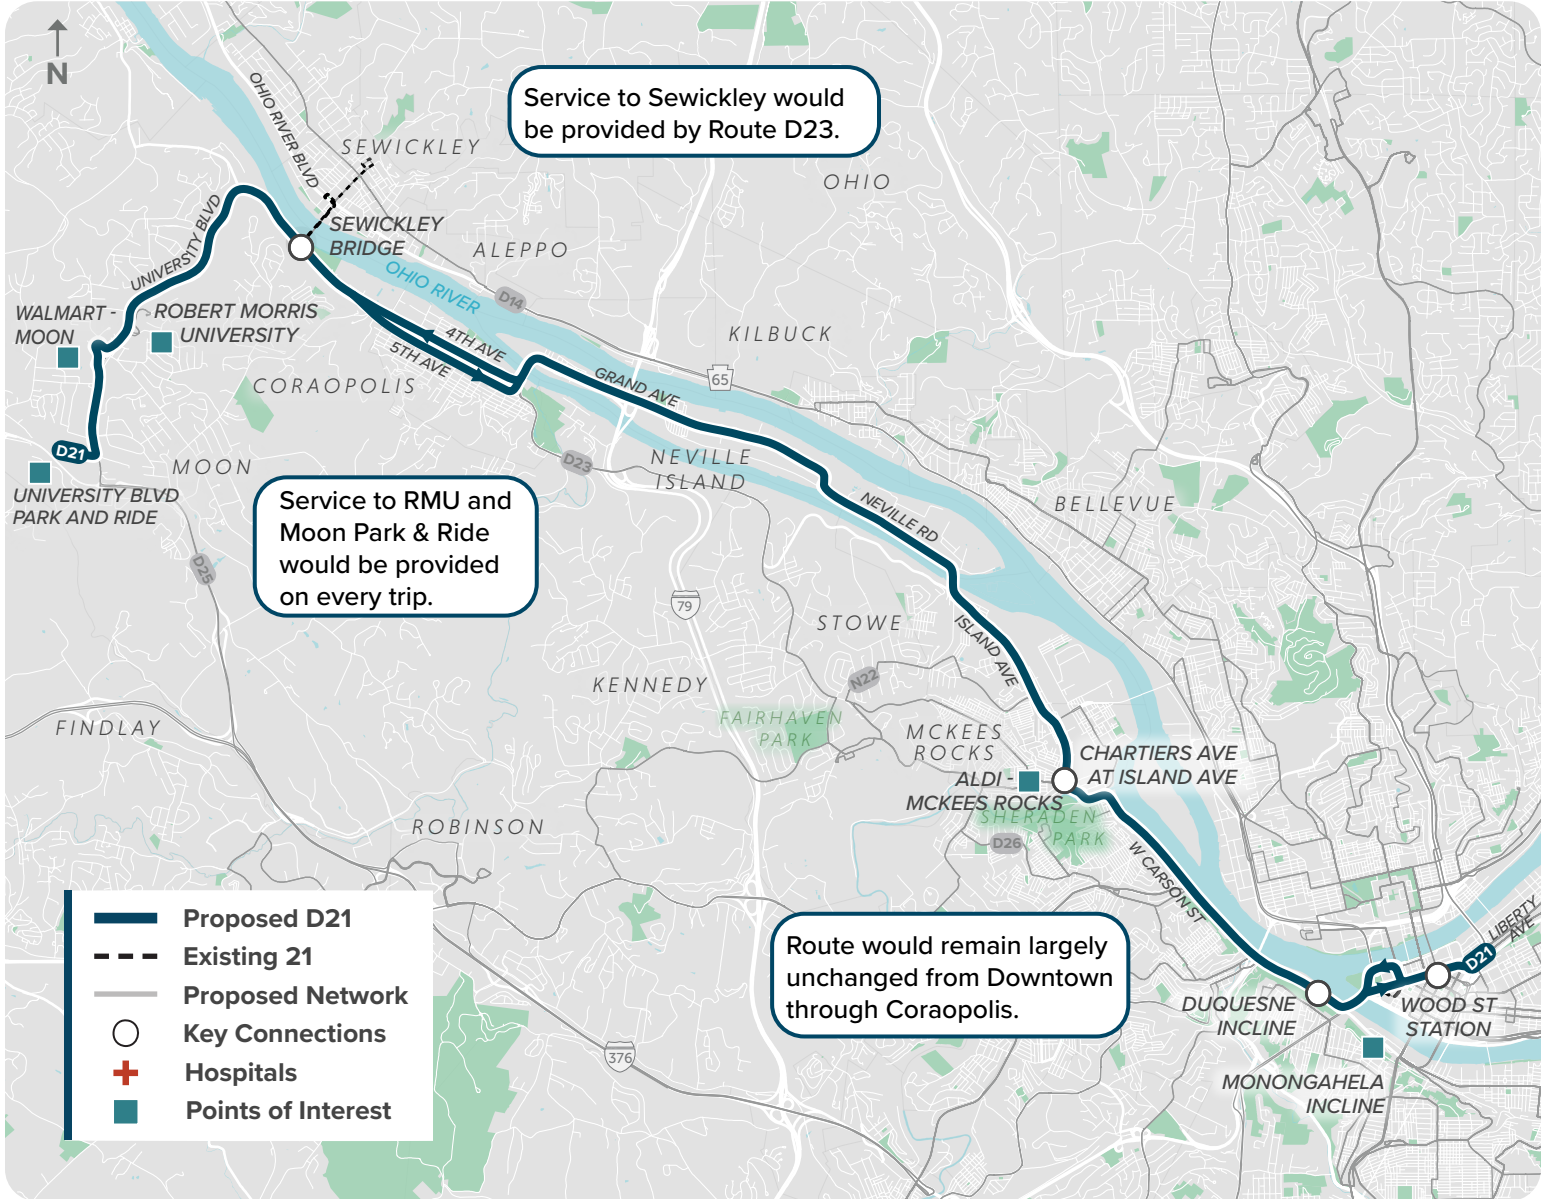 N
OHIO RIVER BLVD
SEWICKLEY
Service to Sewickley would
be provided by Route D23.
OHIO
UNIVERSITY BLVD
SEWICKLEY
BRIDGE
ALEPPO
OHIO RIVER
D14
WALMART -
MOON
ROBERT MORRIS
UNIVERSITY
4TH AVE
5TH AVE
KILBUCK
65
CORAOPOLIS
GRAND AVE
D21
MOON
D23
NEVILLE
ISLAND
UNIVERSITY BLVD
PARK AND RIDE
Service to RMU and
Moon Park & Ride
would be provided
on every trip.
NEVILLE RD
BELLEVUE
D25
79
STOWE
ISLAND AVE
N22
KENNEDY
FAIRHAVEN
PARK
FINDLAY
MCKEES
ROCKS
CHARTIERS AVE
AT ISLAND AVE
ALDI -
MCKEES ROCKS
SHERADEN
PARK
D26
ROBINSON
W CARSON ST
Proposed D21
Existing 21
Proposed Network
Key Connections
Hospitals
Points of Interest
376
Route would remain largely
unchanged from Downtown
through Coraopolis.
LIBERTY
AVE
D21
DUQUESNE
INCLINE
WOOD ST
STATION
MONONGAHELA
INCLINE